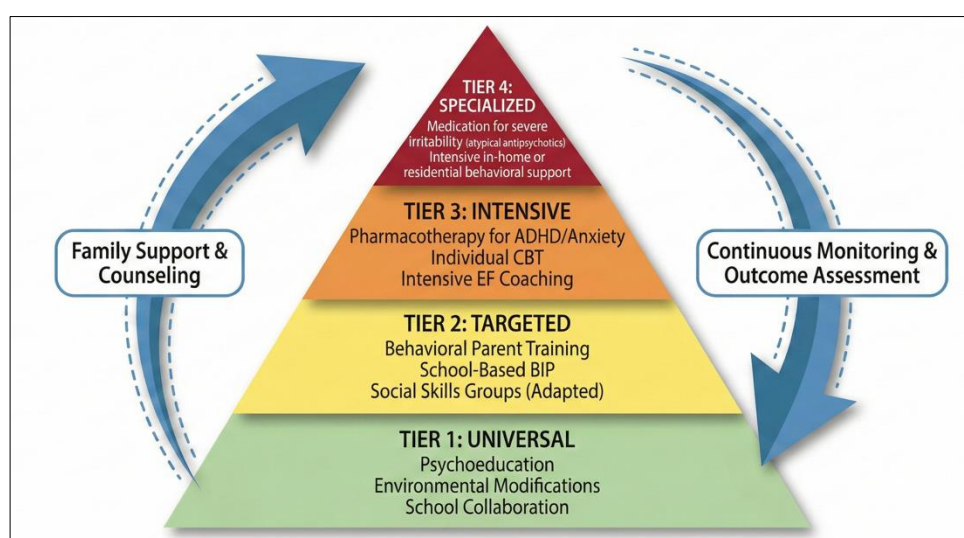 TIER 4:
SPECIALIZED
Medication for severe
irritability (atypical antipsychotics)
Intensive in-home or
residential behavioral support
TIER 3: INTENSIVE
Pharmacotherapy for ADHD/Anxiety
Individual CBT
Intensive EF Coaching
Family Support &
Counseling
Continuous Monitoring &
Outcome Assessment
TIER 2: TARGETED
Behavioral Parent Training
School-Based BIP
Social Skills Groups (Adapted)
TIER 1: UNIVERSAL
Psychoeducation
Environmental Modifications
School Collaboration